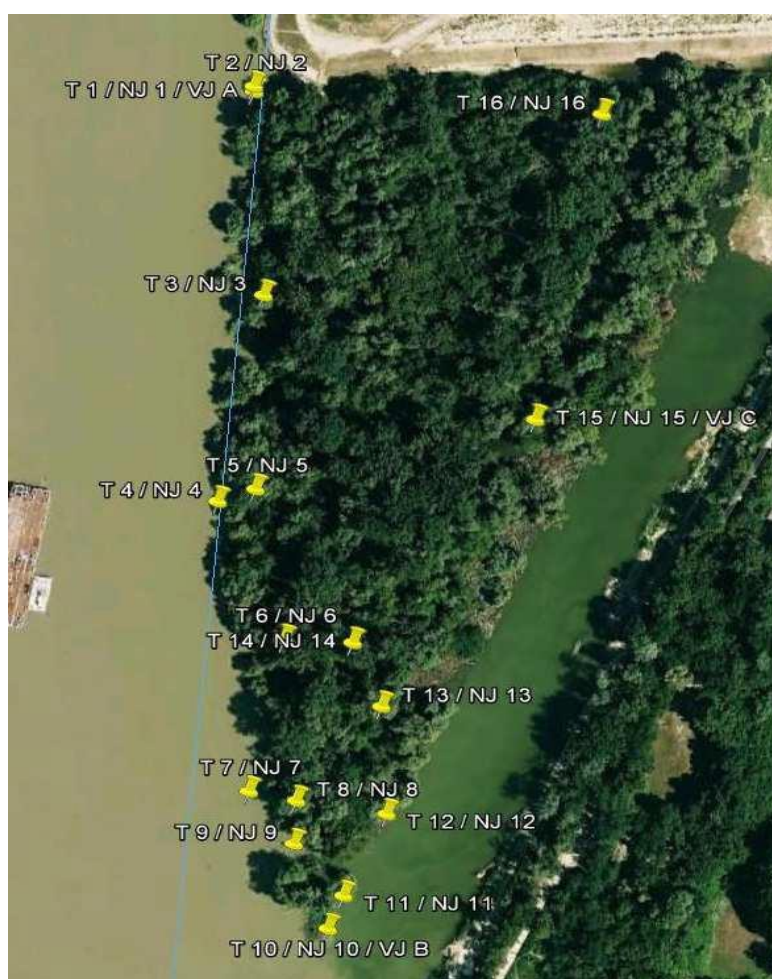 T 2 / NJ 2
T 1 / NJ 1 / VJ A
T 16 / NJ 16
T 3 / NJ 3
T 15 / NJ 15 / VJ C
T 5 / NJ 5
T 4 / NJ 4
T 6 / NJ 6
T 14 / NJ 14
T 13 / NJ 13
T 7 / NJ 7
T 8 / NJ 8
T 12 / NJ 12
T 9 / NJ 9
T 11 / NJ 11
T 10 / NJ 10 / VJ B